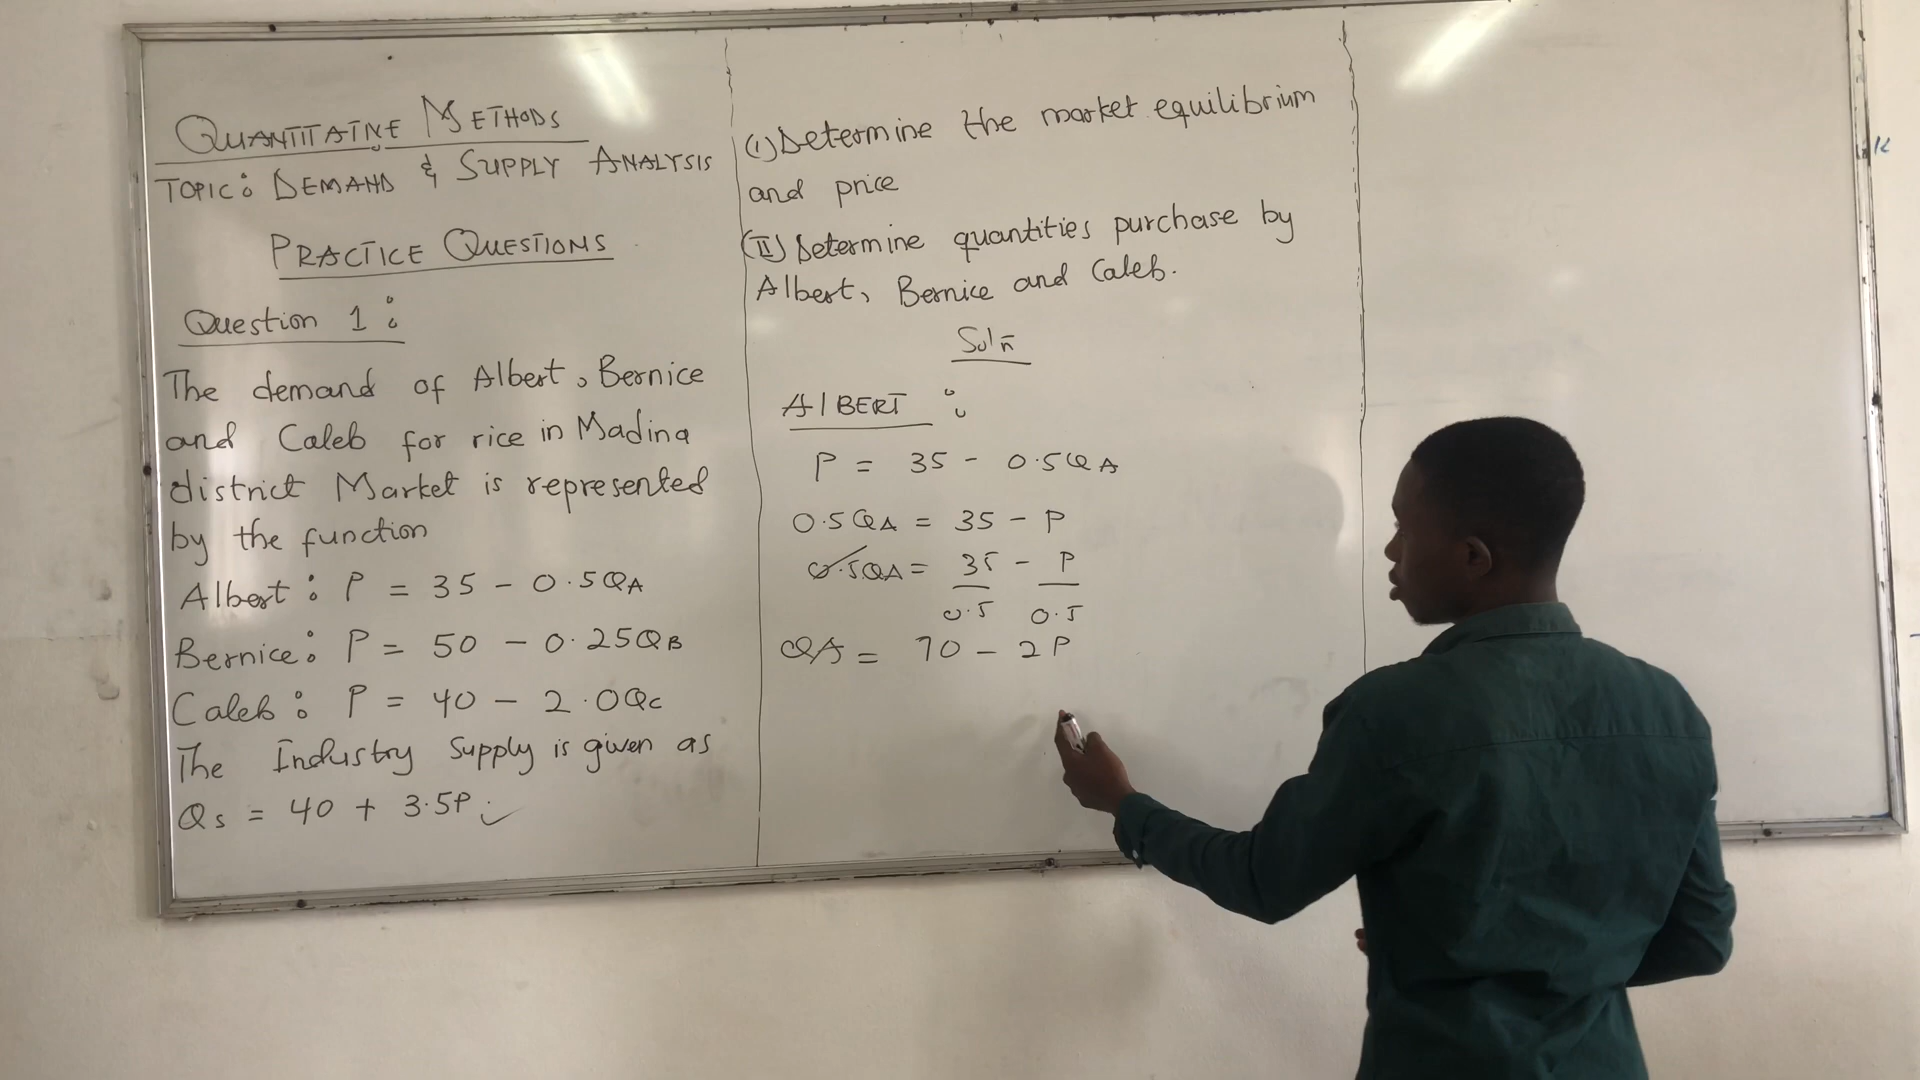 QUANTITATIVE METHODS
TOPIC: DEMAND & SUPPLY ANALYSIS
PRACTICE QUESTIONS
Question 1:
The demand of Albert, Bernice
and Caleb for rice in Madina
district Market is represented
by the function
Albert: P = 35 - 0.5QA
Bernice: P = 50 - 0.25QB
Caleb: P = 40 - 2.0QC
The Industry Supply is given as
Qs = 40 + 3.5P
(1) Determine the market equilibrium
and price
(II) Determine quantities purchase by
Albert, Bernice and Caleb.
Solñ
ALBERT:
P = 35 - 0.5QA
0.5QA = 35 - P
0.5QA = 35 - P
0.5 0.5
QA = 70 - 2P